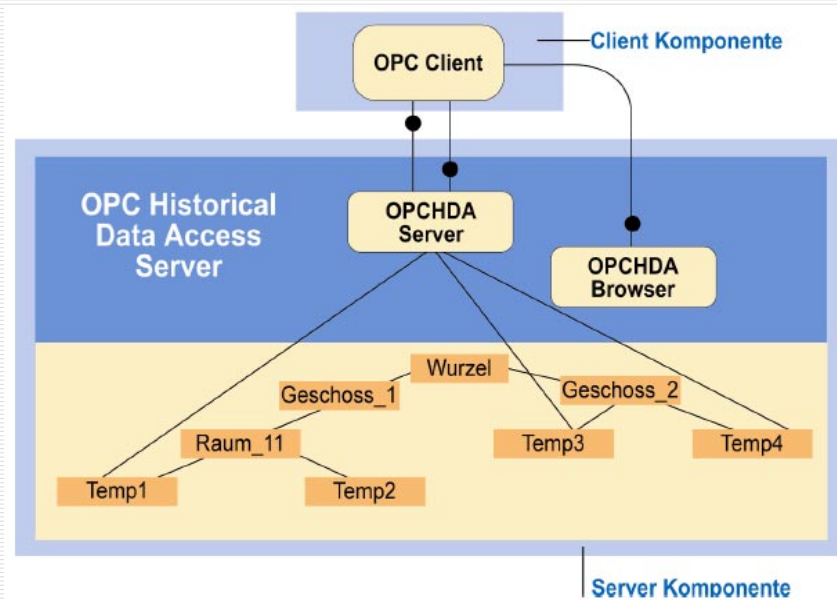 Client Komponente
OPC Client
OPC Historical
Data Access
Server
OPCHDA
Server
OPCHDA
Browser
Wurzel
Geschoss_1
Geschoss_2
Raum_11
Temp3
Temp4
Temp1
Temp2
Server Komponente